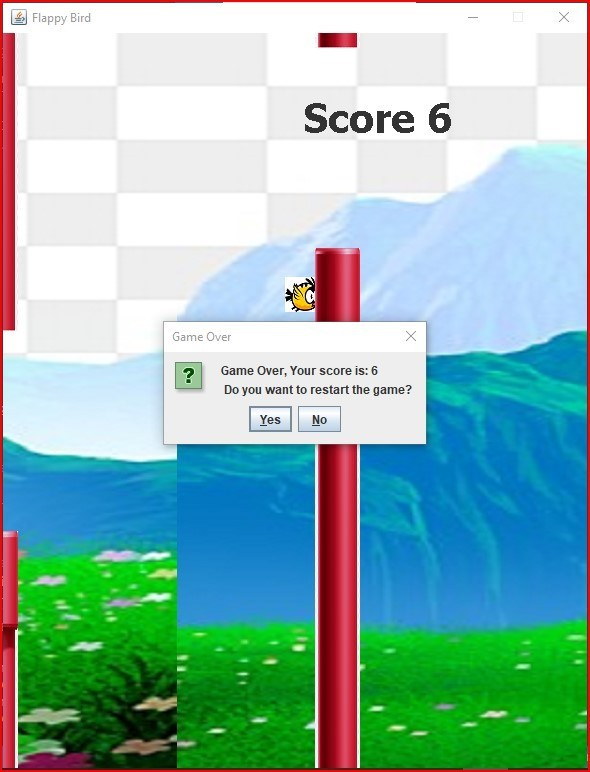 Flappy Bird
Score 6
Game Over
Game Over, Your score is: 6
Do you want to restart the game?
Yes No